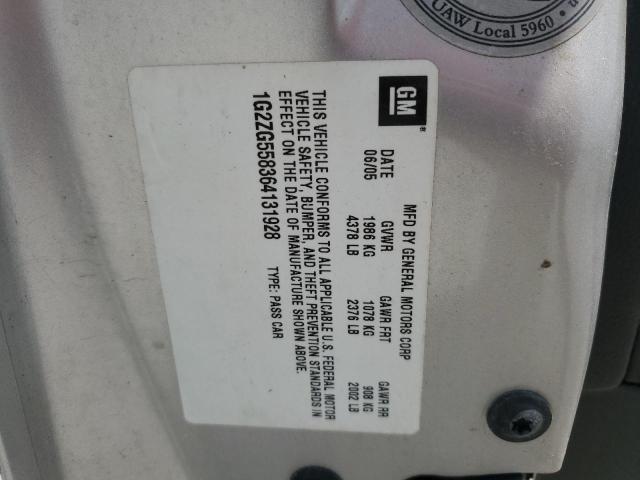 UAW Local 5960
GM
MFD BY GENERAL MOTORS CORP
DATE GVWR GAWR FRT GAWR RR
06/05 1986 KG 1078 KG 908 KG
4378 LB 2376 LB 2002 LB
THIS VEHICLE CONFORMS TO ALL APPLICABLE U.S. FEDERAL MOTOR
VEHICLE SAFETY, BUMPER, AND THEFT PREVENTION STANDARDS IN
EFFECT ON THE DATE OF MANUFACTURE SHOWN ABOVE.
1G2ZG558364131928 TYPE: PASS CAR